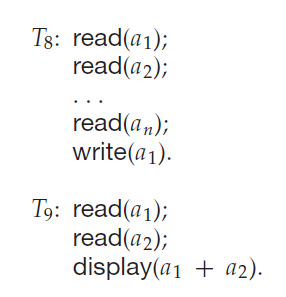 T8: read(a1);
read(a2);
...
read(an);
write(a1).
T9: read(a1);
read(a2);
display(a1 + a2).